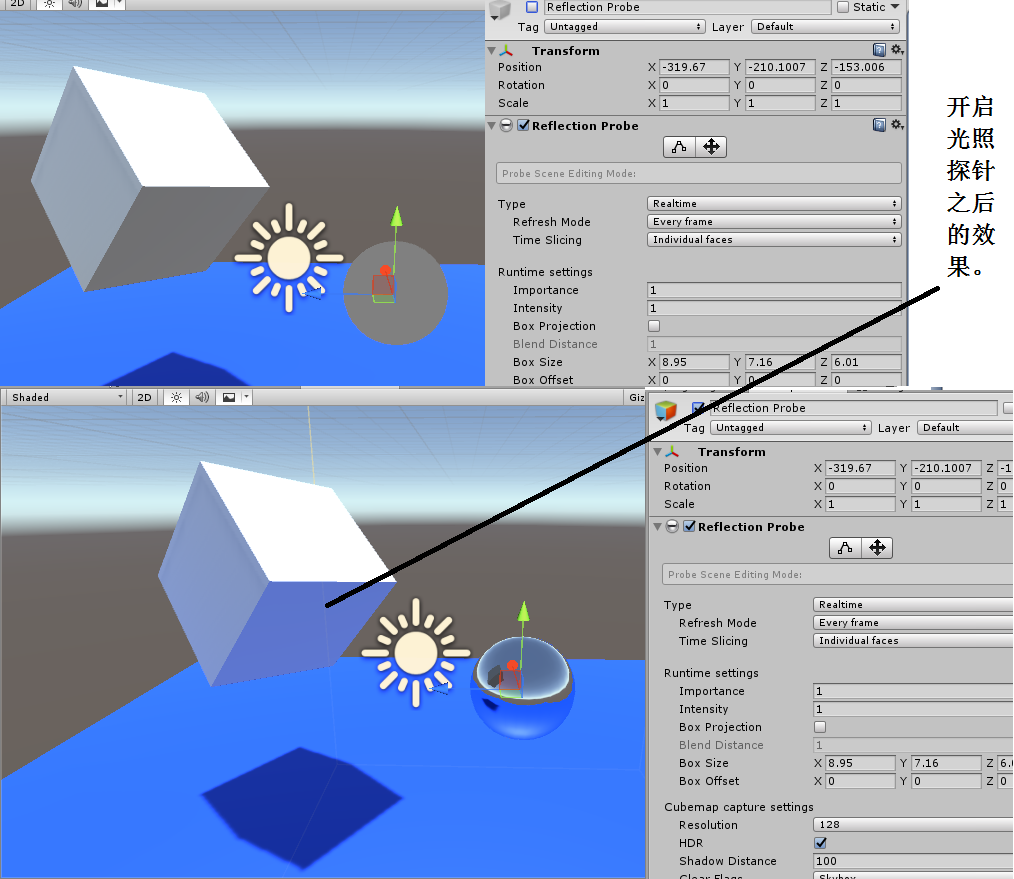 2D
Reflection Probe
Static
Tag Untagged Layer Default
Transform
Position X -319.67 Y -210.1007 Z -153.006
Rotation X 0 Y 0 Z 0
Scale X 1 Y 1 Z 1
Reflection Probe
Probe Scene Editing Mode:
Type Realtime
Refresh Mode Every frame
Time Slicing Individual faces
Runtime settings
Importance 1
Intensity 1
Box Projection
Blend Distance 1
Box Size X 8.95 Y 7.16 Z 6.01
Box Offset X 0 Y 0 Z 0
开启
光照
探针
之后
的效
果。
Shaded 2D Giz
Reflection Probe
Tag Untagged Layer Default
Transform
Position X -319.67 Y -210.1007 Z -1
Rotation X 0 Y 0 Z 0
Scale X 1 Y 1 Z 1
Reflection Probe
Probe Scene Editing Mode:
Type Realtime
Refresh Mode Every frame
Time Slicing Individual faces
Runtime settings
Importance 1
Intensity 1
Box Projection
Blend Distance 1
Box Size X 8.95 Y 7.16 Z 6.0
Box Offset X 0 Y 0 Z 0
Cubemap capture settings
Resolution 128
HDR
Shadow Distance 100
Clear Flags Skybox